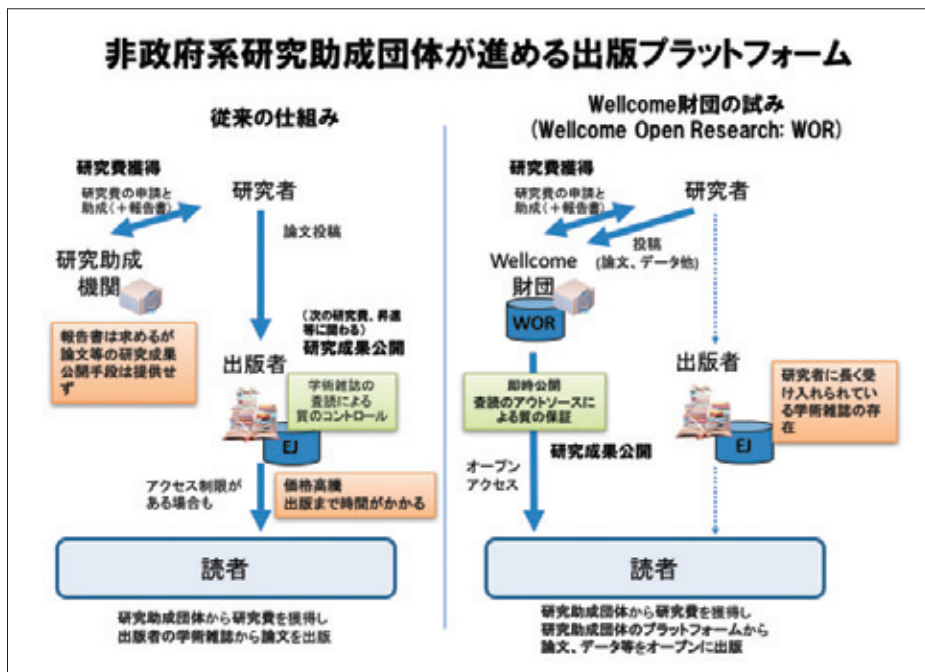 非政府系研究助成団体が進める出版プラットフォーム
従来の仕組み
研究費獲得
研究費の申請と
助成(+報告書)
研究者
論文投稿
研究助成
機関
報告書は求めるが
論文等の研究成果
公開手段は提供せ
ず
(次の研究費、昇進
等に関わる)
研究成果公開
出版者
学術雑誌の
査読による
質のコントロール
EJ
アクセス制限が
ある場合も
価格高騰
出版まで時間がかかる
読者
研究助成団体から研究費を獲得し
出版者の学術雑誌から論文を出版
Wellcome財団の試み
(Wellcome Open Research: WOR)
研究費獲得
研究費の申請と
助成(+報告書)
研究者
投稿
(論文、データ他)
Wellcome
財団
WOR
即時公開
査読のアウトソースに
よる質の保証
研究成果公開
オープン
アクセス
出版者
EJ
研究者に長く受
け入れられてい
る学術雑誌の存
在
読者
研究助成団体から研究費を獲得し
研究助成団体のプラットフォームから
論文、データ等をオープンに出版